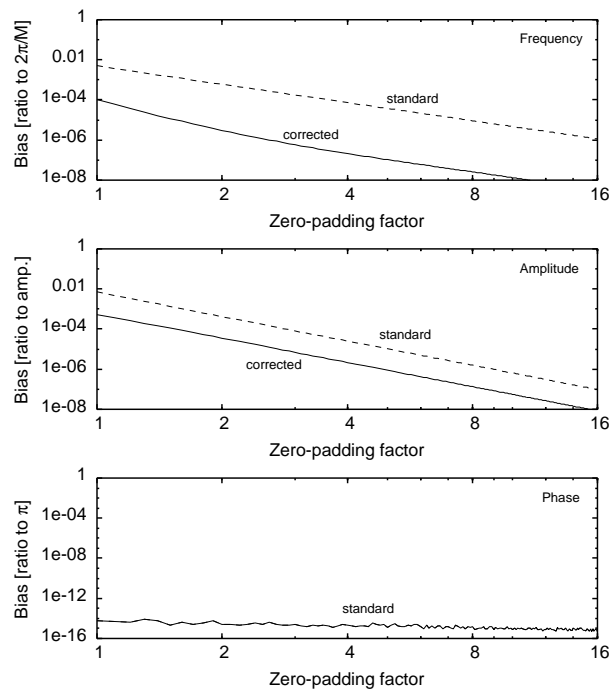 1
0.01
1e-04
1e-06
1e-08
Bias [ratio to 2π/M]
Frequency
standard
corrected
1 2 4 8 16
Zero-padding factor
1
0.01
1e-04
1e-06
1e-08
Bias [ratio to amp.]
Amplitude
standard
corrected
1 2 4 8 16
Zero-padding factor
1
1e-04
1e-08
1e-12
1e-16
Bias [ratio to π]
Phase
standard
1 2 4 8 16
Zero-padding factor